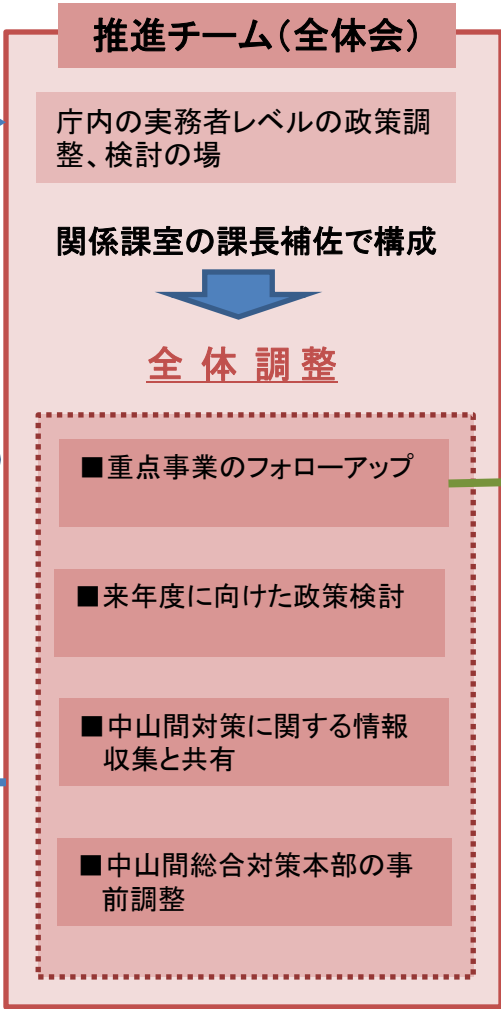 推進チーム（全体会）
庁内の実務者レベルの政策調
整、検討の場
関係課室の課長補佐で構成
全体調整
■重点事業のフォローアップ
■来年度に向けた政策検討
■中山間対策に関する情報
収集と共有
■中山間総合対策本部の事
前調整